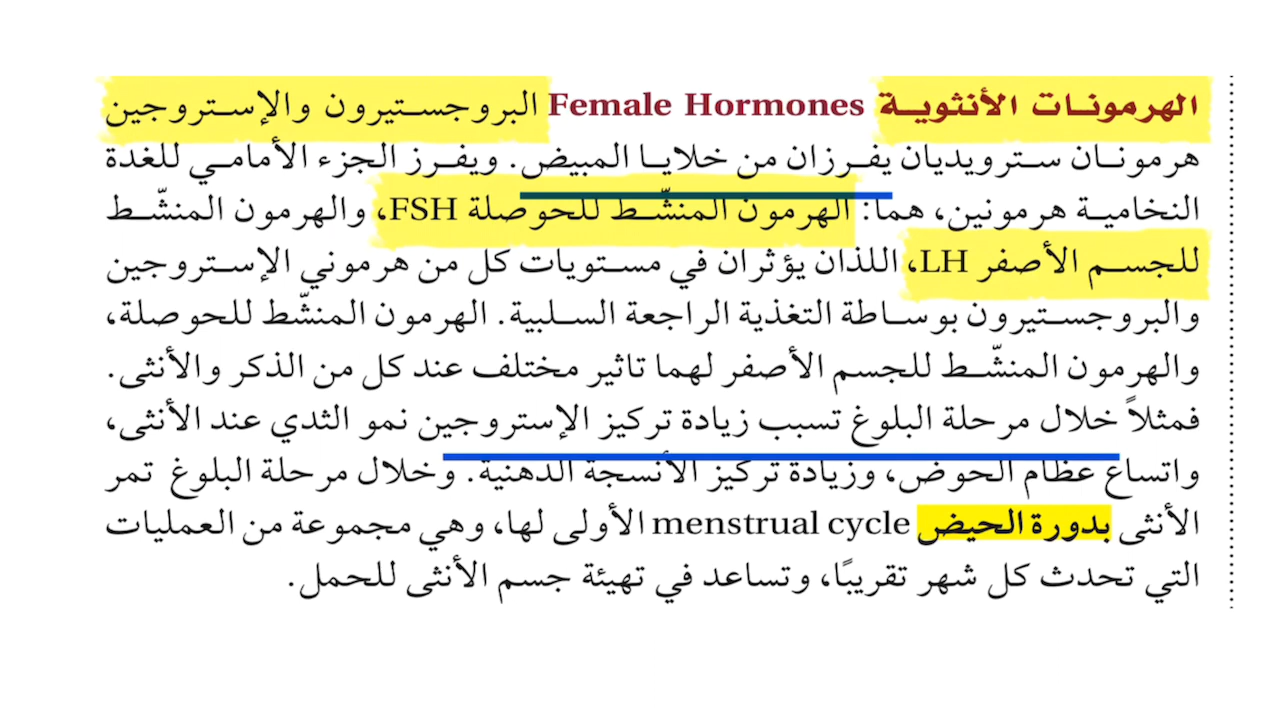 الهرمونات الأنثوية Female Hormones البروجستيرون والإستروجين
هرمونان سترويديان يفرزان من خلايا المبيض. ويفرز الجزء الأمامي للغدة
النخامية هرمونين، هما: الهرمون المنشّط للحوصلة FSH، والهرمون المنشط
للجسم الأصفر LH، اللذان يؤثران في مستويات كل من هرموني الإستروجين
والبروجستيرون بوساطة التغذية الراجعة السلبية. الهرمون المنشّط للحوصلة،
والهرمون المنشّط للجسم الأصفر لهما تاثير مختلف عند كل من الذكر والأنثى.
فمثلاً خلال مرحلة البلوغ تسبب زيادة تركيز الإستروجين نمو الثدي عند الأنثى،
واتساع عظام الحوض، وزيادة تركيز الأنسجة الدهنية. وخلال مرحلة البلوغ تمر
الأنثى بدورة الحيض menstrual cycle الأولى لها، وهي مجموعة من العمليات
التي تحدث كل شهر تقريبًا، وتساعد في تهيئة جسم الأنثى للحمل.